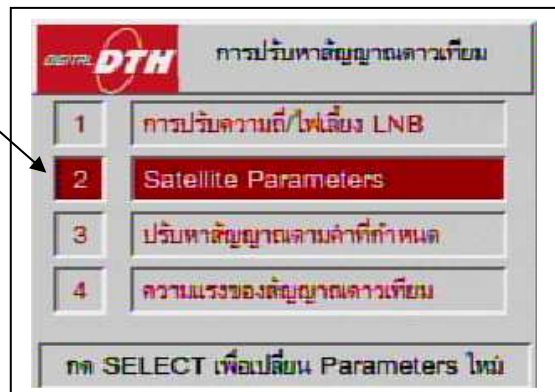 DIGITAL DTH
การปรับหาสัญญาณดาวเทียม
1 การปรับความถี่/ไฟเลี้ยง LNB
2 Satellite Parameters
3 ปรับหาสัญญาณตามค่าที่กำหนด
4 ความแรงของสัญญาณดาวเทียม
กด SELECT เพื่อเปลี่ยน Parameters ใหม่